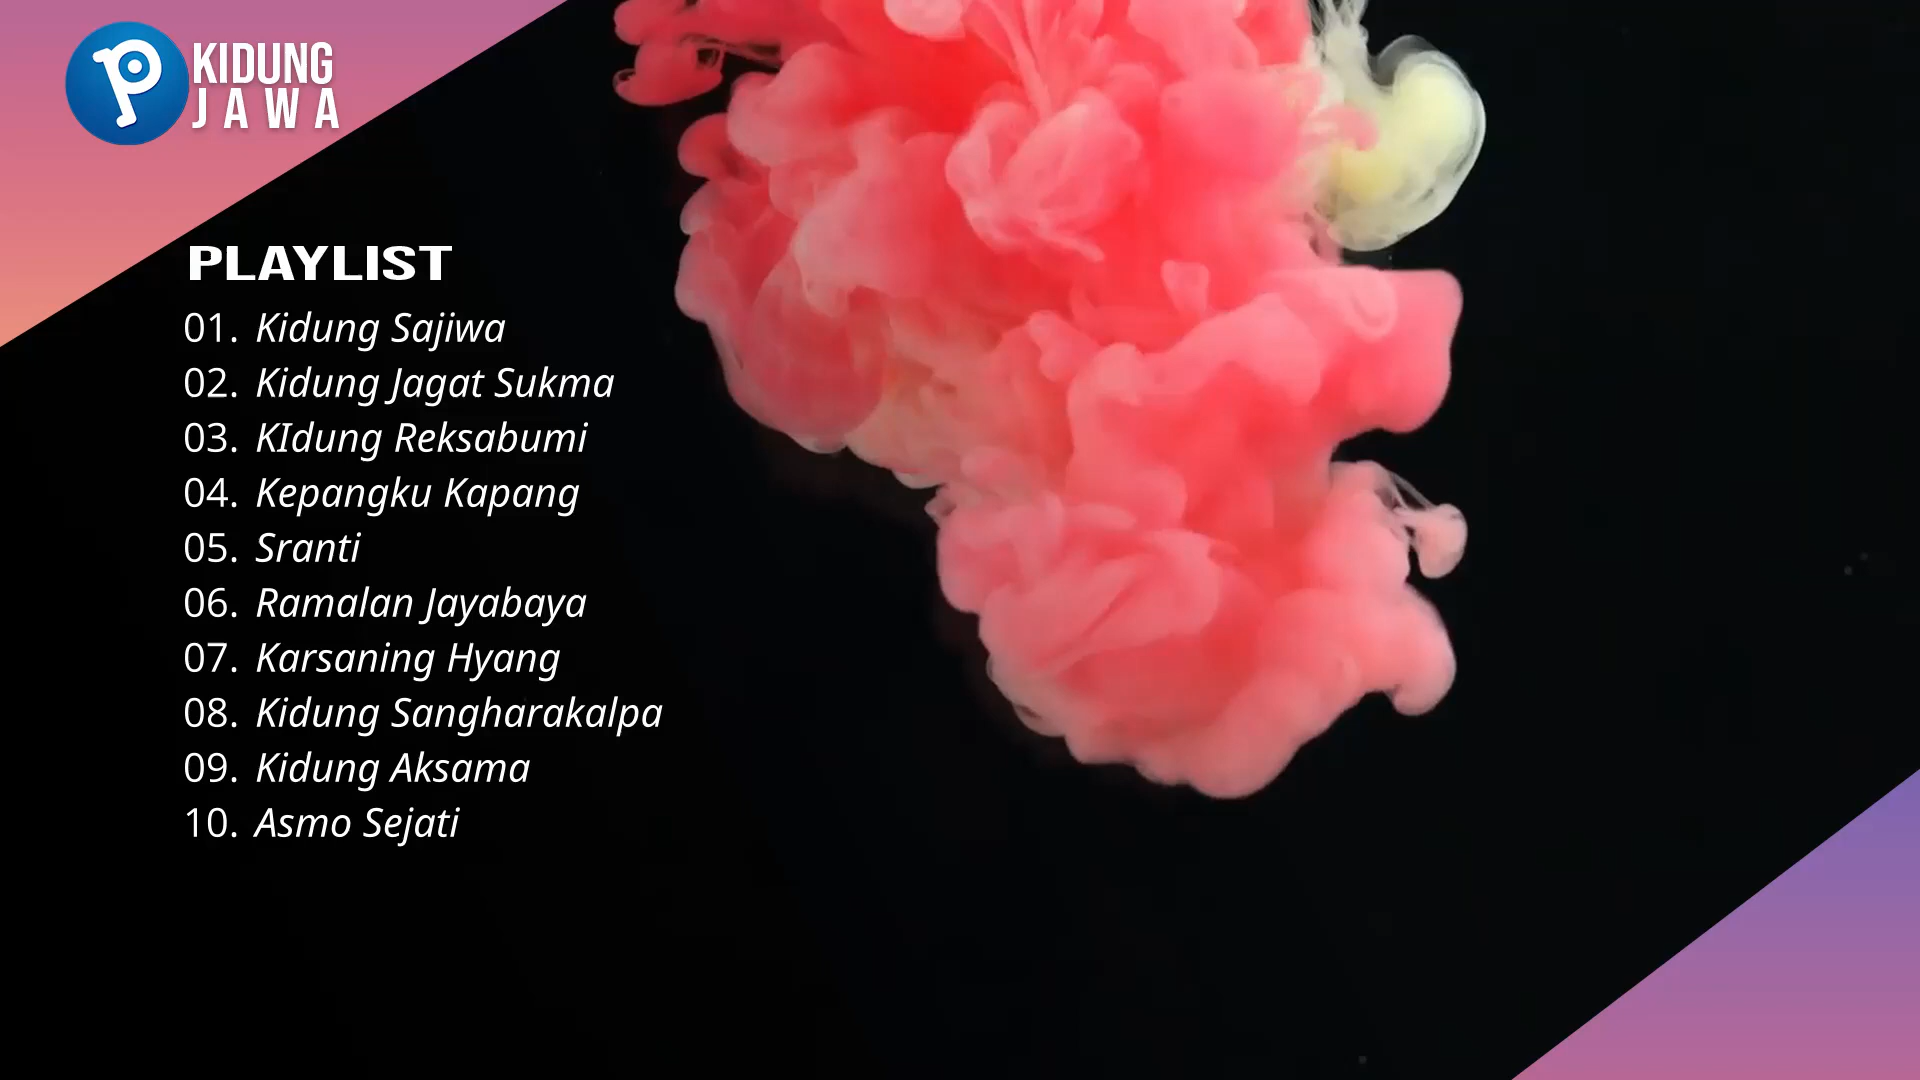 KIDUNG
JAWA
PLAYLIST
01. Kidung Sajiwa
02. Kidung Jagat Sukma
03. KIdung Reksabumi
04. Kepangku Kapang
05. Sranti
06. Ramalan Jayabaya
07. Karsaning Hyang
08. Kidung Sangharakalpa
09. Kidung Aksama
10. Asmo Sejati